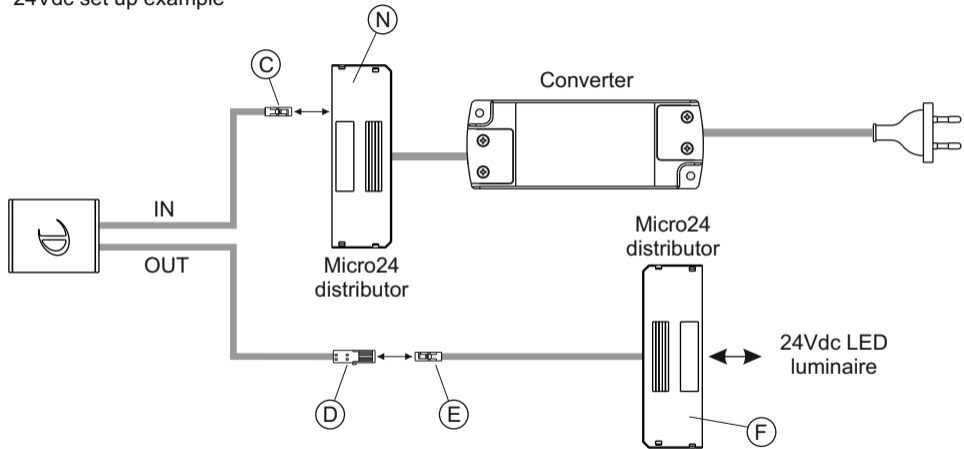 24Vdc set up example
N
C
Converter
IN
OUT
Micro24
distributor
Micro24
distributor
24Vdc LED
luminaire
D
E
F